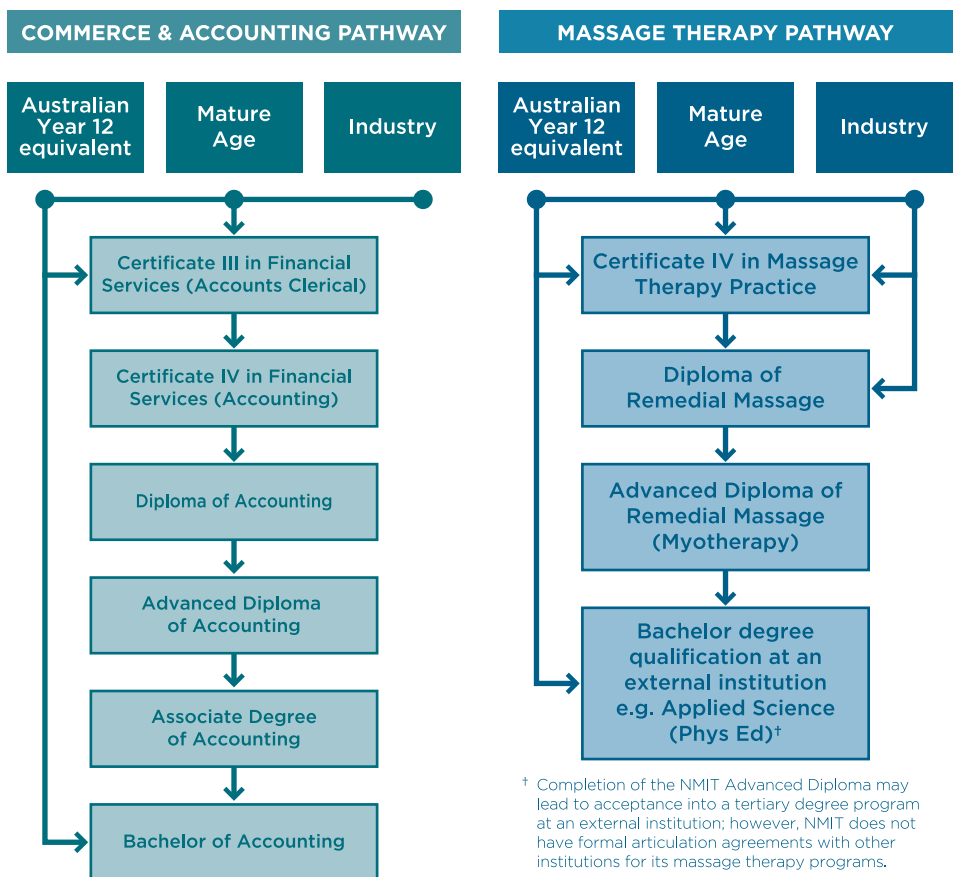 COMMERCE & ACCOUNTING PATHWAY
Australian
Year 12
equivalent
Mature
Age
Industry
Certificate III in Financial
Services (Accounts Clerical)
Certificate IV in Financial
Services (Accounting)
Diploma of Accounting
Advanced Diploma
of Accounting
Associate Degree
of Accounting
Bachelor of Accounting
MASSAGE THERAPY PATHWAY
Australian
Year 12
equivalent
Mature
Age
Industry
Certificate IV in Massage
Therapy Practice
Diploma of
Remedial Massage
Advanced Diploma of
Remedial Massage
(Myotherapy)
Bachelor degree
qualification at an
external institution
e.g. Applied Science
(Phys Ed)†
† Completion of the NMIT Advanced Diploma may
lead to acceptance into a tertiary degree program
at an external institution; however, NMIT does not
have formal articulation agreements with other
institutions for its massage therapy programs.